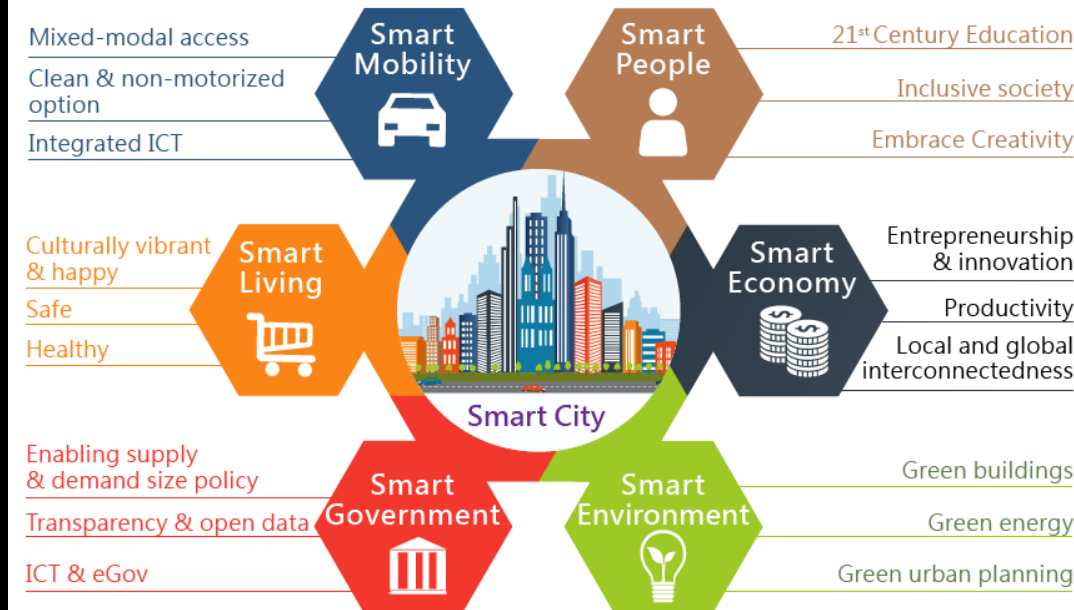 Smart
Mobility
Mixed-modal access
Clean & non-motorized
option
Integrated ICT
Smart
People
21st Century Education
Inclusive society
Embrace Creativity
Smart
Living
Culturally vibrant
& happy
Safe
Healthy
Smart
Economy
Entrepreneurship
& innovation
Productivity
Local and global
interconnectedness
Smart City
Smart
Government
Enabling supply
& demand size policy
Transparency & open data
ICT & eGov
Smart
Environment
Green buildings
Green energy
Green urban planning